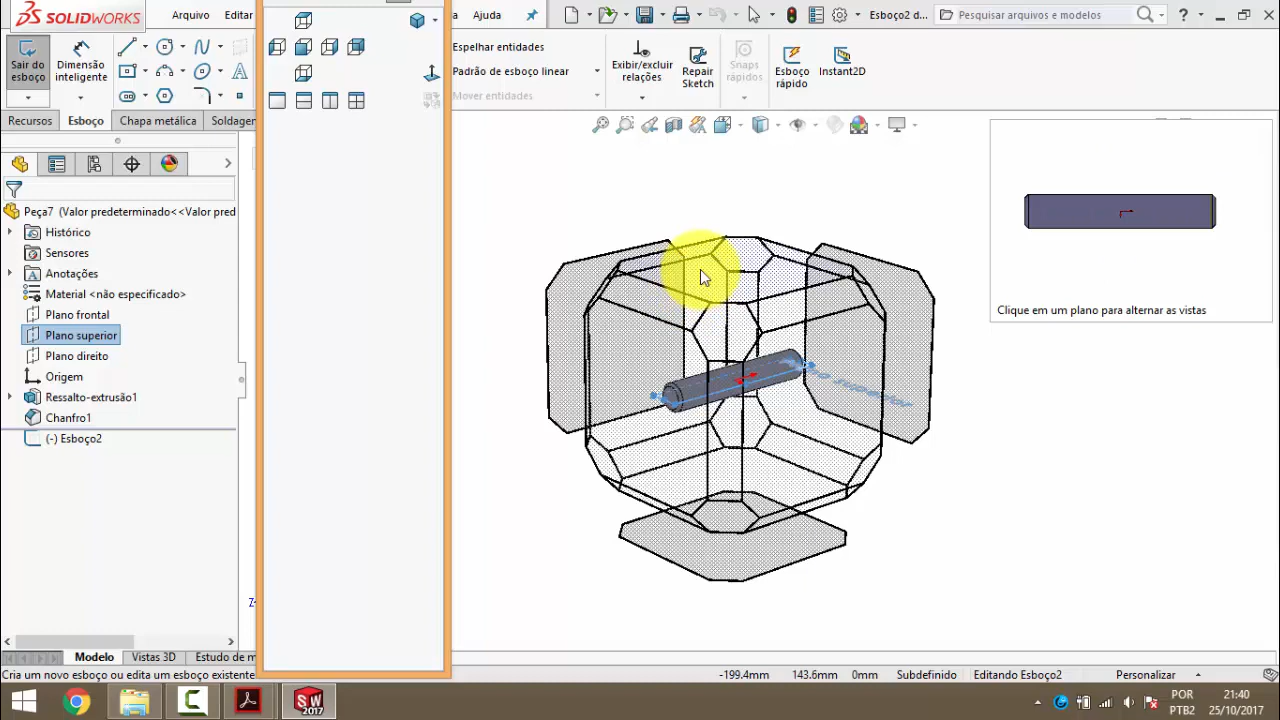 SOLIDWORKS
Arquivo
Editar
Ajuda
Esboço2 d...
Pesquisar arquivos e modelos
?
Sair do
esboço
Dimensão
inteligente
Espelhar entidades
Padrão de esboço linear
Mover entidades
Exibir/excluir
relações
Repair
Sketch
Snaps
rápidos
Esboço
rápido
Instant2D
Recursos
Esboço
Chapa metálica
Soldagem
Peça7 (Valor predeterminado<<Valor pred
Histórico
Sensores
Anotações
Material <não especificado>
Plano frontal
Plano superior
Plano direito
Origem
Ressalto-extrusão1
Chanfro1
(-) Esboço2
Clique em um plano para alternar as vistas
Modelo
Vistas 3D
Estudo de m
Cria um novo esboço ou edita um esboço existente
-199.4mm
143.6mm
0mm
Subdefinido
Editando Esboço2
Personalizar
SW
2017
POR
PTB2
21:40
25/10/2017